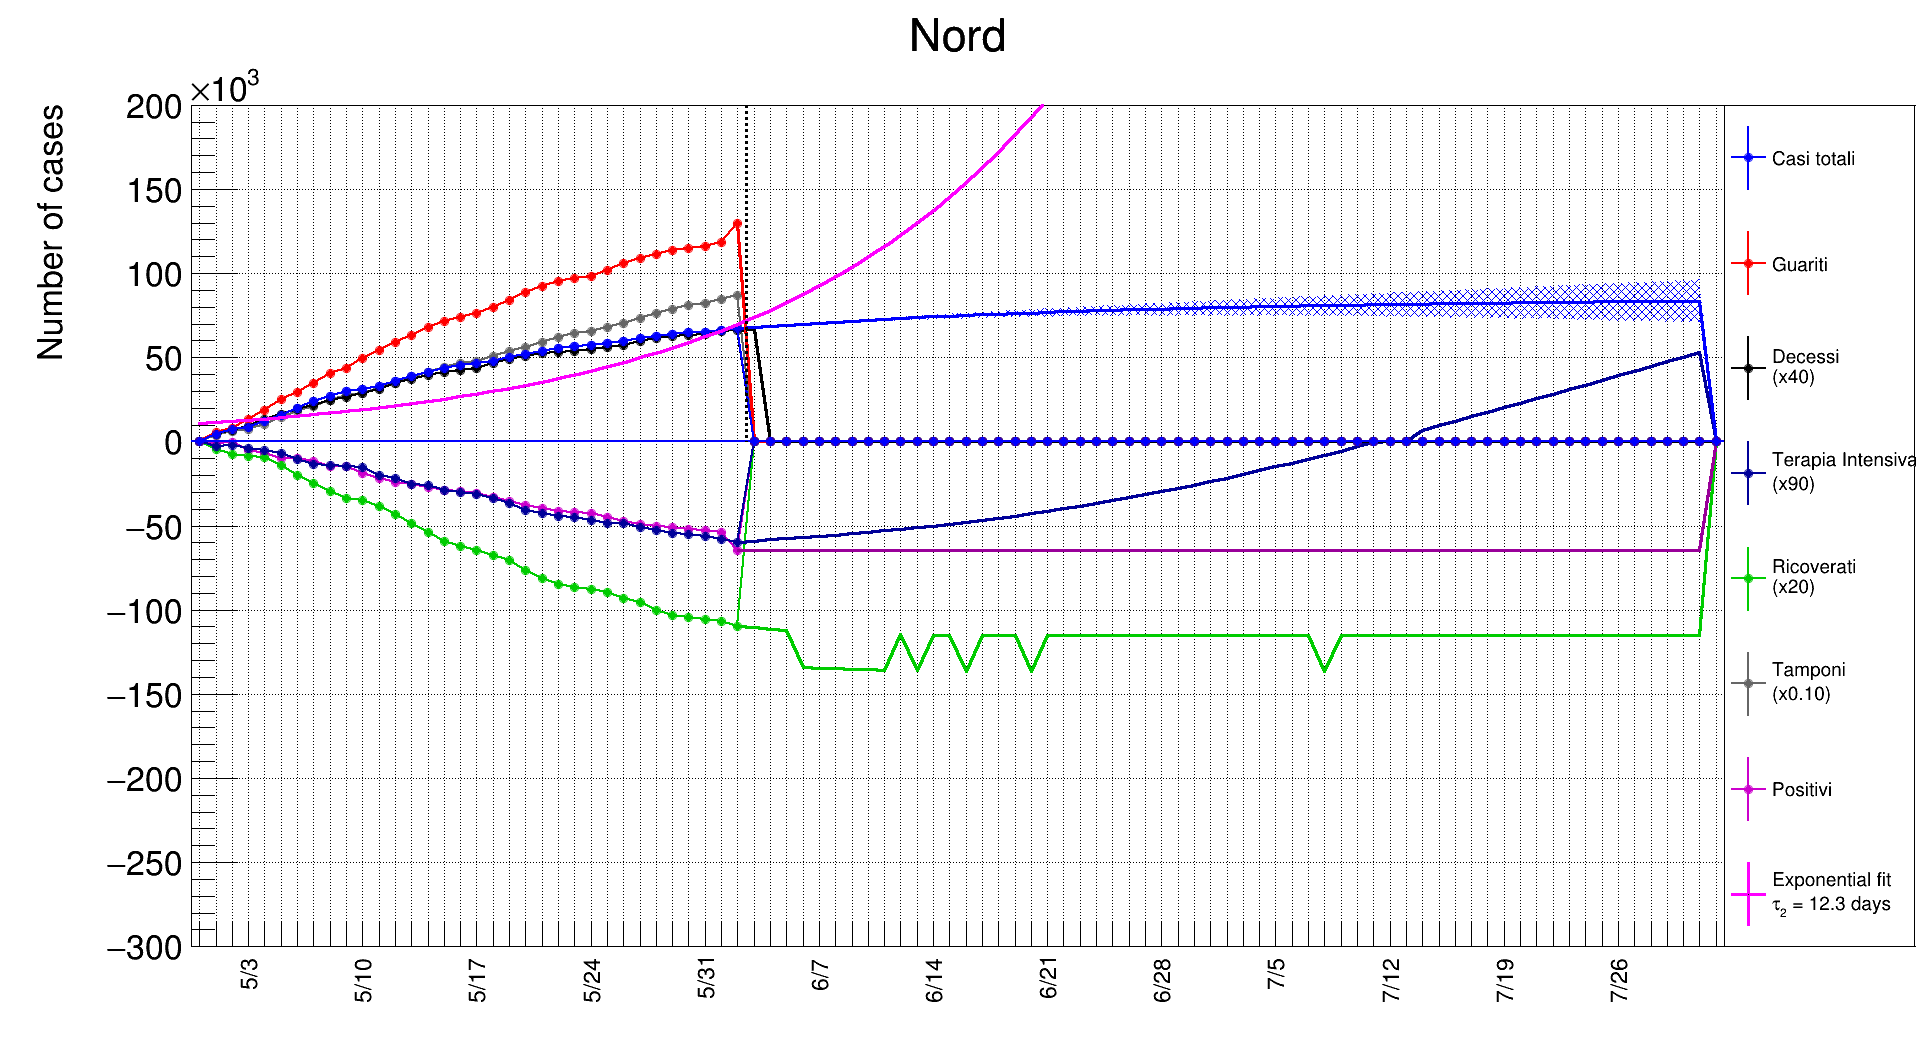 Nord
×10³
Number of cases
200
150
100
50
0
−50
−100
−150
−200
−250
−300
5/3
5/10
5/17
5/24
5/31
6/7
6/14
6/21
6/28
7/5
7/12
7/19
7/26
Casi totali
Guariti
Decessi
(x40)
Terapia Intensiva
(x90)
Ricoverati
(x20)
Tamponi
(x0.10)
Positivi
Exponential fit
τ₂ = 12.3 days